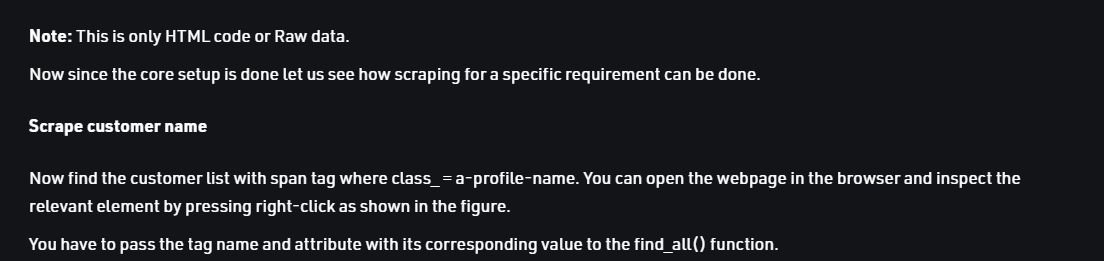 Note: This is only HTML code or Raw data.
Now since the core setup is done let us see how scraping for a specific requirement can be done.
Scrape customer name
Now find the customer list with span tag where class_ = a-profile-name. You can open the webpage in the browser and inspect the
relevant element by pressing right-click as shown in the figure.
You have to pass the tag name and attribute with its corresponding value to the find_all() function.